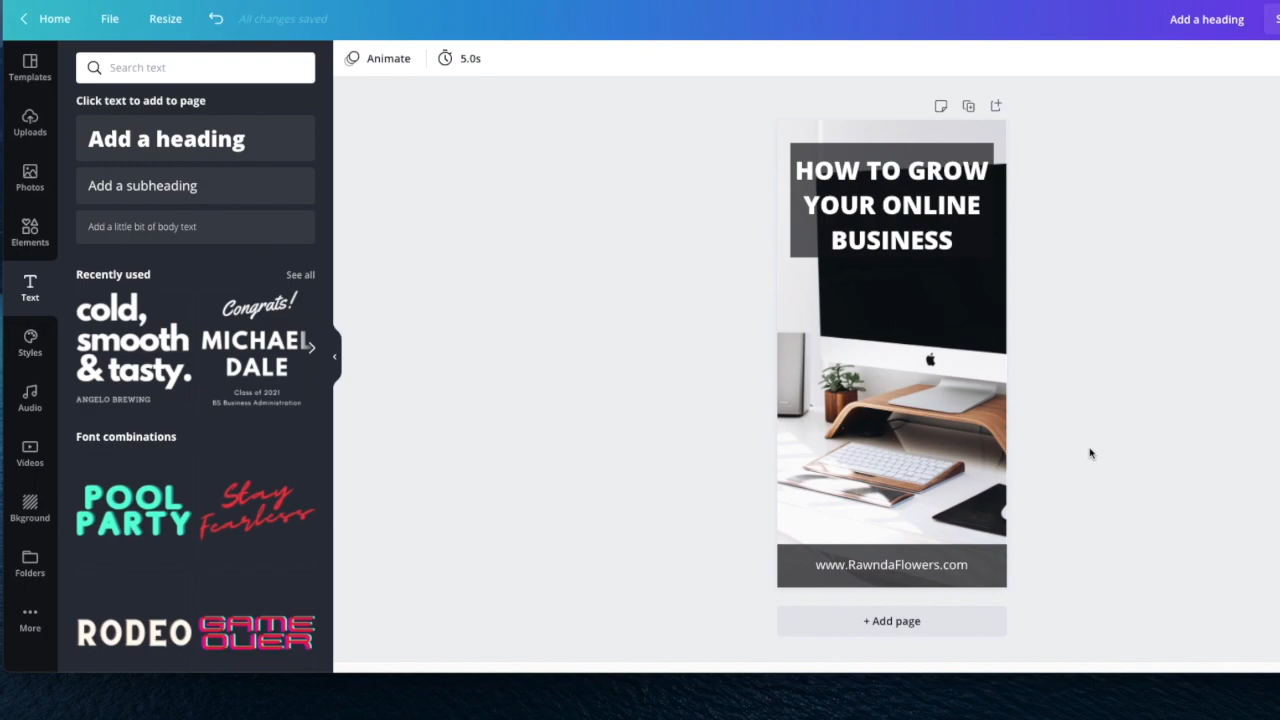 Home
File
Resize
All changes saved
Add a heading
Templates
Uploads
Photos
Elements
Text
Styles
Audio
Videos
Bkground
Folders
More
Search text
Click text to add to page
Add a heading
Add a subheading
Add a little bit of body text
Recently used
See all
cold,
smooth
& tasty.
ANGELO BREWING
Congrats!
MICHAEL
DALE
Class of 2021
BS Business Administration
Font combinations
POOL
PARTY
Stay
Fearless
RODEO
GAME
OVER
Animate
5.0s
HOW TO GROW
YOUR ONLINE
BUSINESS
www.RawndaFlowers.com
+ Add page